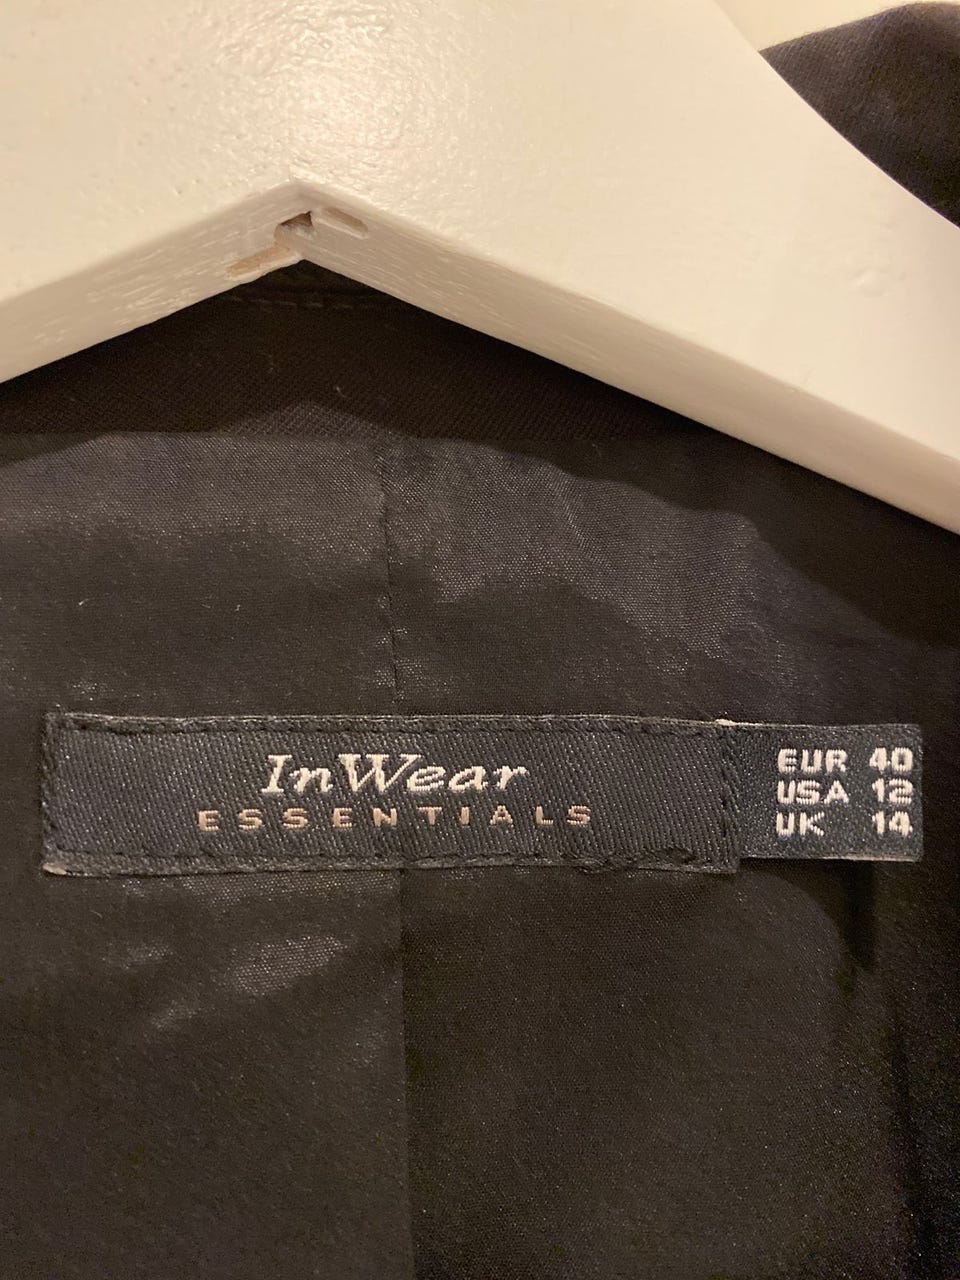 InWear
ESSENTIALS
EUR 40
USA 12
UK 14